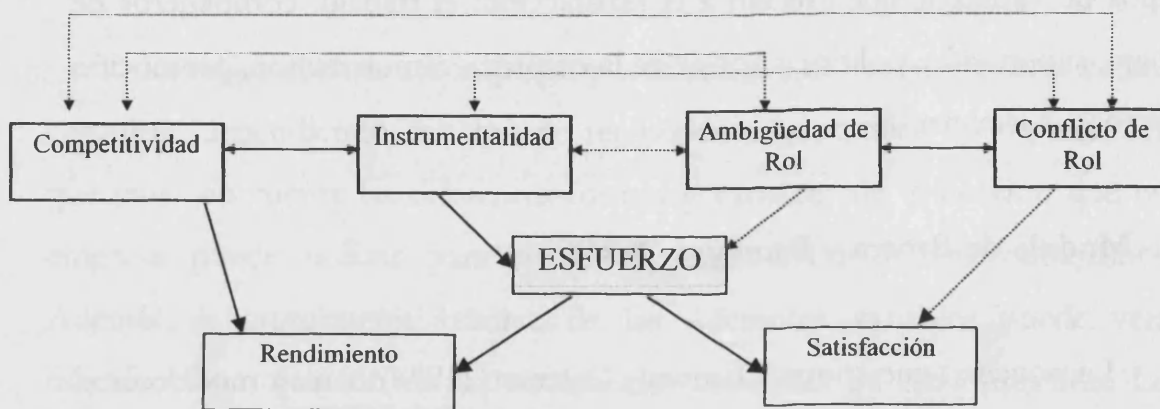 Competitividad
Instrumentalidad
Ambigüedad de
Rol
Conflicto de
Rol
ESFUERZO
Rendimiento
Satisfacción